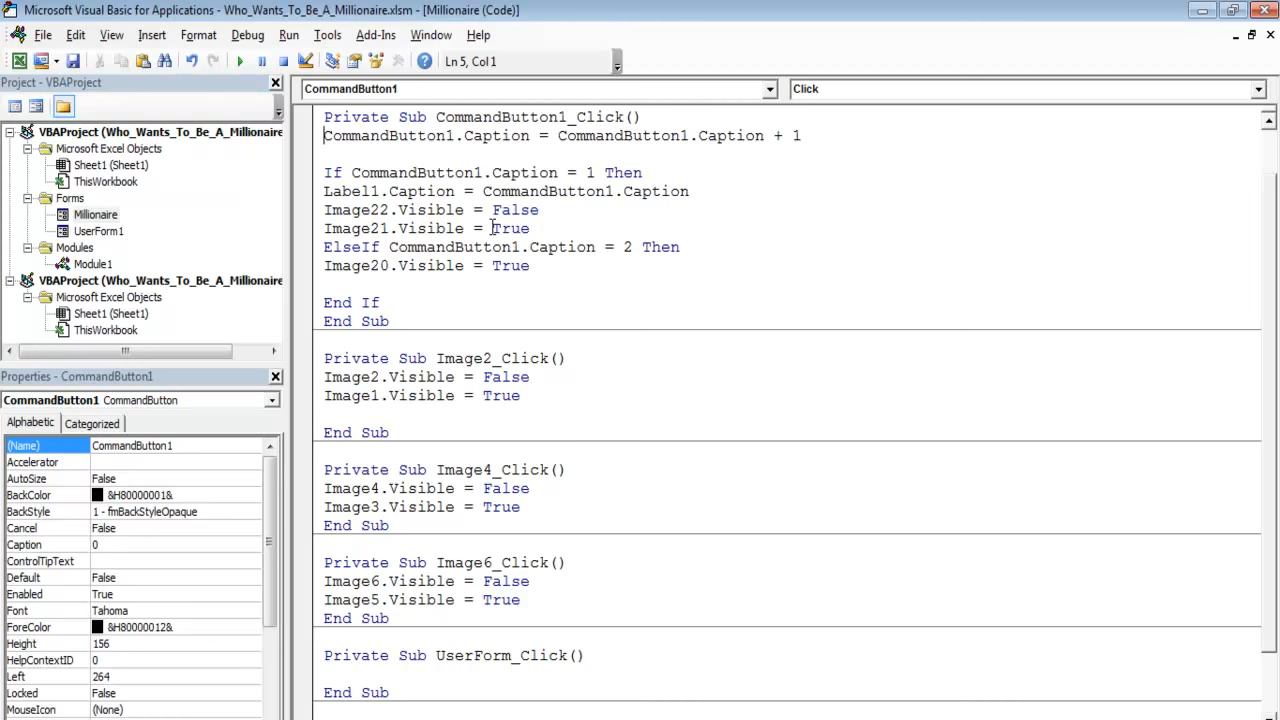 Microsoft Visual Basic for Applications - Who_Wants_To_Be_A_Millionaire.xlsm - [Millionaire (Code)]
File Edit View Insert Format Debug Run Tools Add-Ins Window Help
Ln 5, Col 1
Project - VBAProject
VBAProject (Who_Wants_To_Be_A_Millionaire
Microsoft Excel Objects
Sheet1 (Sheet1)
ThisWorkbook
Forms
Millionaire
UserForm1
Modules
Module1
VBAProject (Who_Wants_To_Be_A_Millionaire
Microsoft Excel Objects
Sheet1 (Sheet1)
ThisWorkbook
Properties - CommandButton1
CommandButton1 CommandButton
Alphabetic Categorized
(Name) CommandButton1
Accelerator
AutoSize False
BackColor &H80000001&
BackStyle 1 - fmBackStyleOpaque
Cancel False
Caption 0
ControlTipText
Default False
Enabled True
Font Tahoma
ForeColor &H80000012&
Height 156
HelpContextID 0
Left 264
Locked False
MouseIcon (None)
CommandButton1 Click
Private Sub CommandButton1_Click()
CommandButton1.Caption = CommandButton1.Caption + 1
If CommandButton1.Caption = 1 Then
Label1.Caption = CommandButton1.Caption
Image22.Visible = False
Image21.Visible = True
ElseIf CommandButton1.Caption = 2 Then
Image20.Visible = True
End If
End Sub
Private Sub Image2_Click()
Image2.Visible = False
Image1.Visible = True
End Sub
Private Sub Image4_Click()
Image4.Visible = False
Image3.Visible = True
End Sub
Private Sub Image6_Click()
Image6.Visible = False
Image5.Visible = True
End Sub
Private Sub UserForm_Click()
End Sub